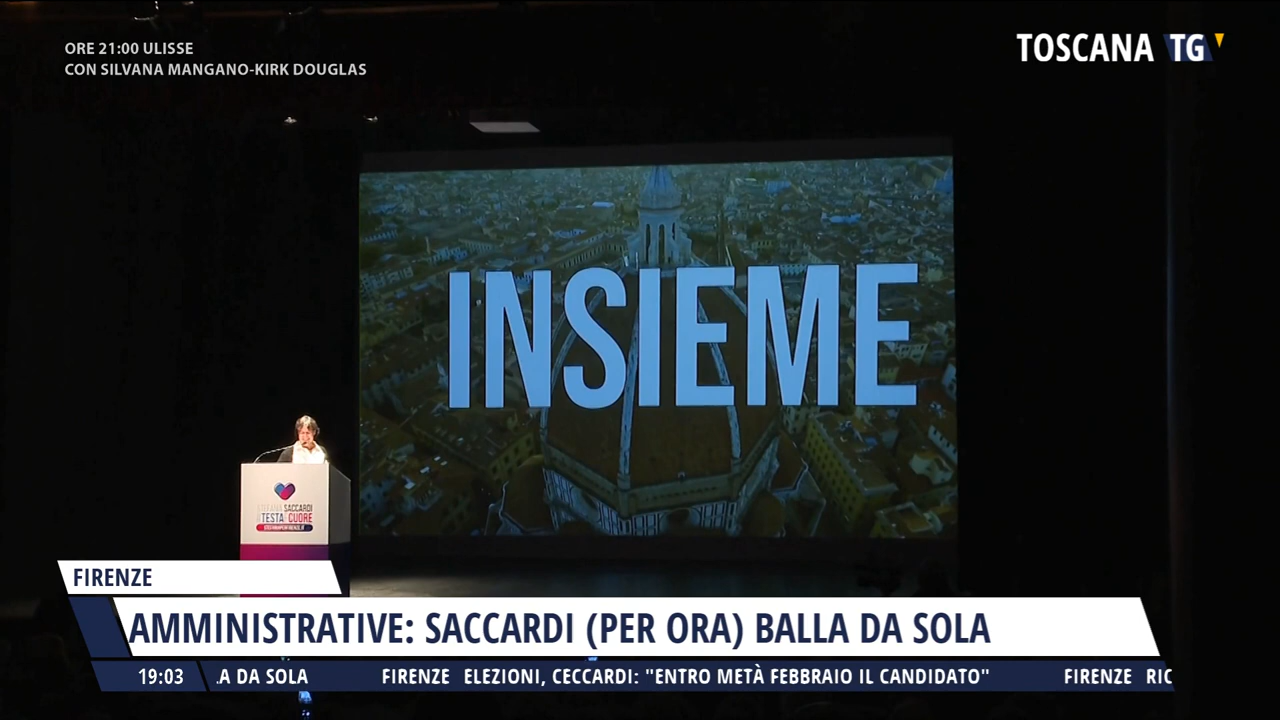 ORE 21:00 ULISSE
CON SILVANA MANGANO-KIRK DOUGLAS
TOSCANA TG
INSIEME
SACCARDI
TESTA CUORE
FIRENZE
AMMINISTRATIVE: SACCARDI (PER ORA) BALLA DA SOLA
19:03 .A DA SOLA FIRENZE ELEZIONI, CECCARDI: "ENTRO METÀ FEBBRAIO IL CANDIDATO" FIRENZE RIC